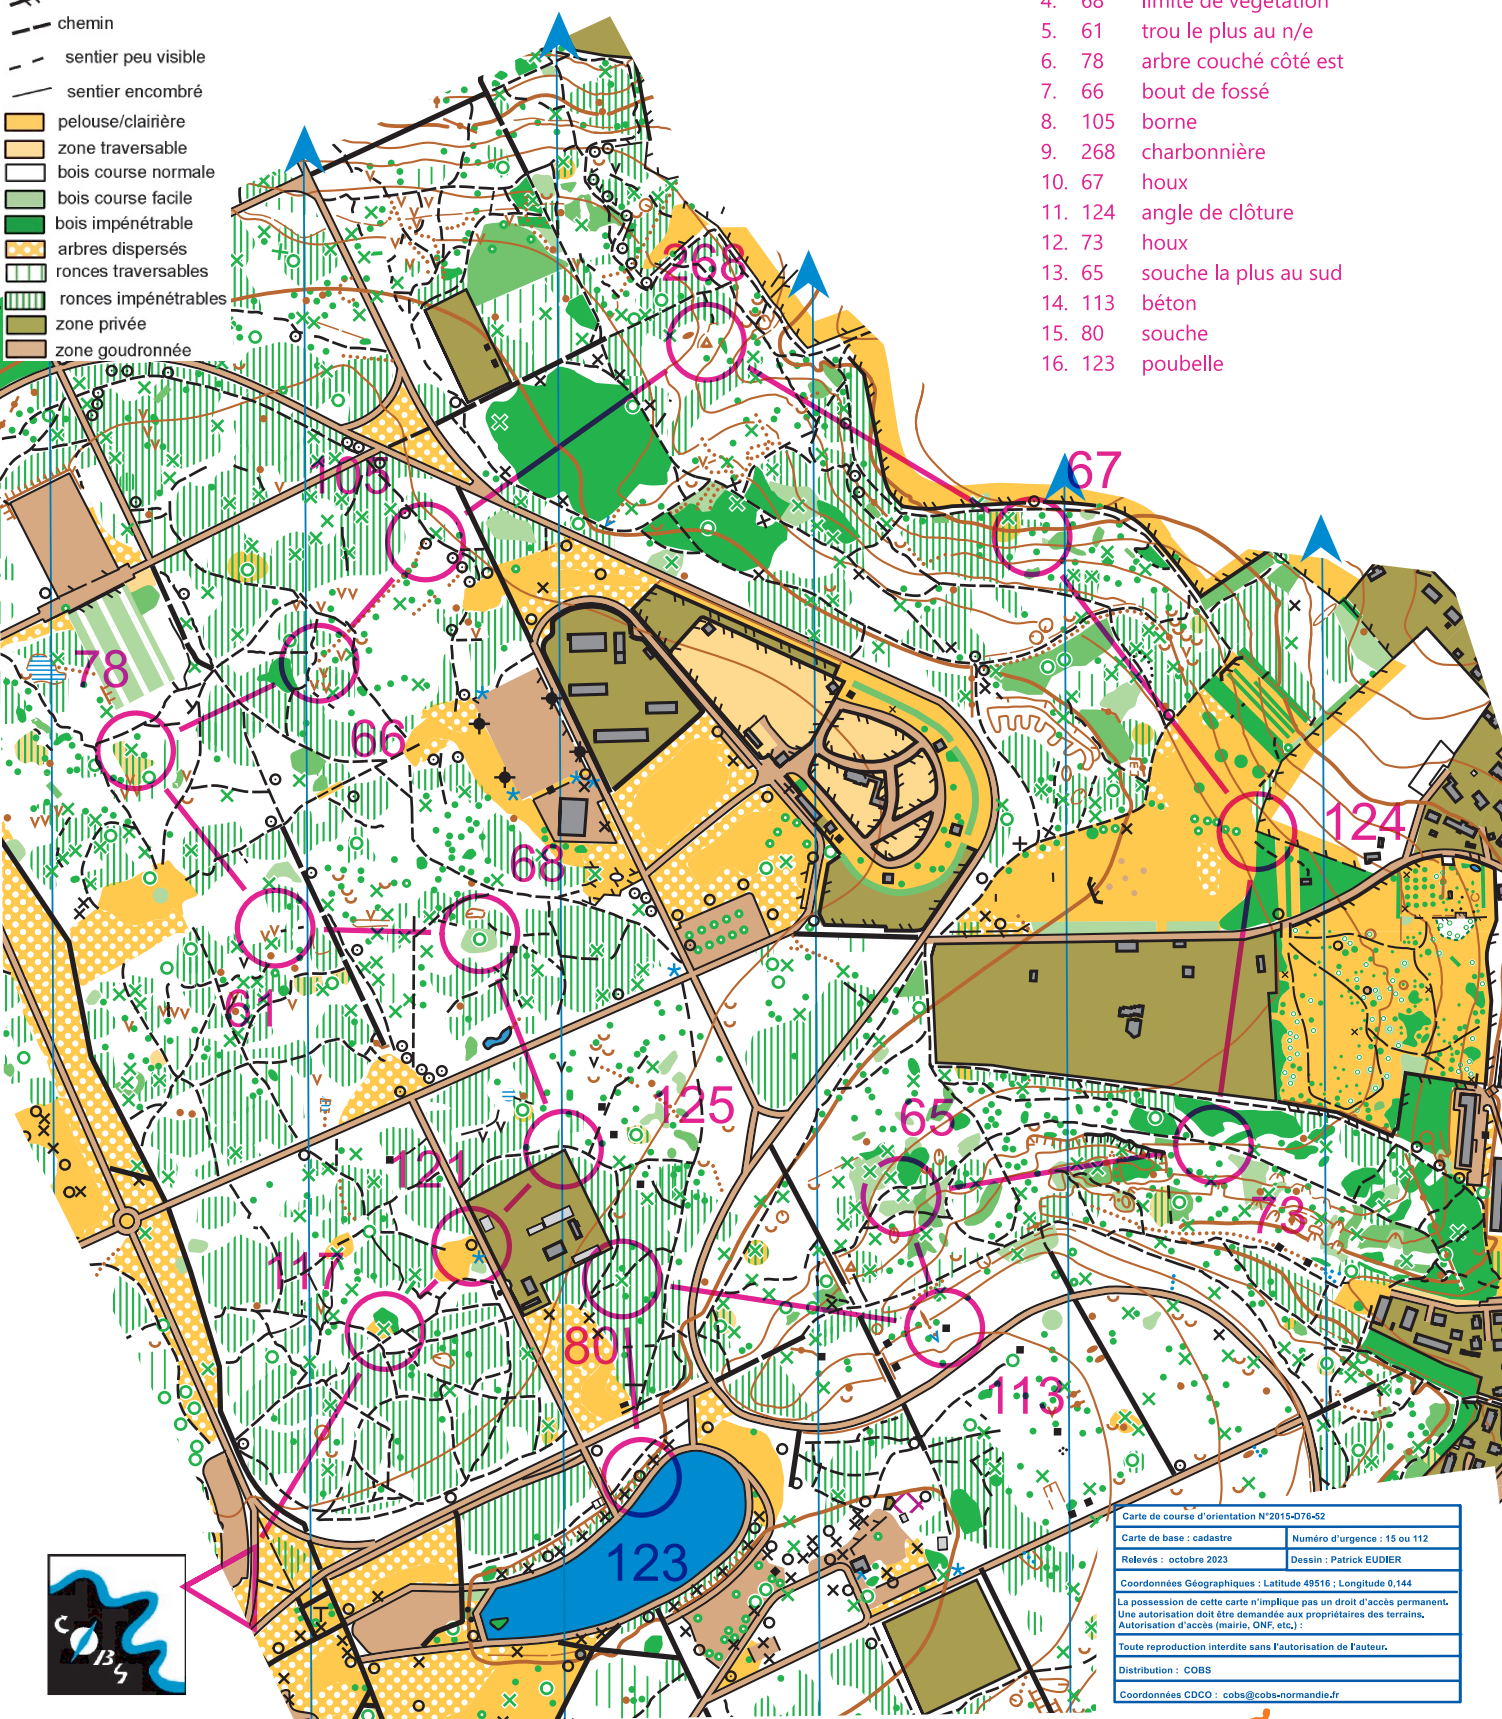 chemin
sentier peu visible
sentier encombré
pelouse/clairière
zone traversable
bois course normale
bois course facile
bois impénétrable
arbres dispersés
ronces traversables
ronces impénétrables
zone privée
zone goudronnée
4. 68 limite de végétation
5. 61 trou le plus au n/e
6. 78 arbre couché côté est
7. 66 bout de fossé
8. 105 borne
9. 268 charbonnière
10. 67 houx
11. 124 angle de clôture
12. 73 houx
13. 65 souche la plus au sud
14. 113 béton
15. 80 souche
16. 123 poubelle
268
67
105
78
66
124
68
61
125
65
121
73
117
80
113
123
COBS
Carte de course d'orientation N°2015-D76-52
Carte de base : cadastre
Numéro d'urgence : 15 ou 112
Relevés : octobre 2023
Dessin : Patrick EUDIER
Coordonnées Géographiques : Latitude 49516 ; Longitude 0,144
La possession de cette carte n'implique pas un droit d'accès permanent.
Une autorisation doit être demandée aux propriétaires des terrains.
Autorisation d'accès (mairie, ONF, etc.) :
Toute reproduction interdite sans l'autorisation de l'auteur.
Distribution : COBS
Coordonnées CDCO : cobs@cobs-normandie.fr